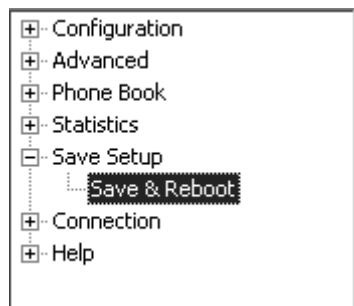 Configuration
Advanced
Phone Book
Statistics
Save Setup
Save & Reboot
Connection
Help